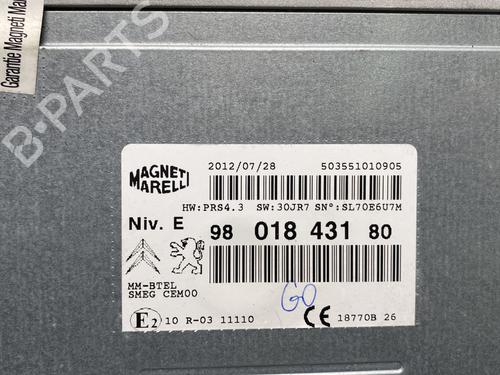 Garantie Magneti Ma
B-PARTS
MAGNETI MARELLI
2012/07/28 503551010905
HW:PRS4.3 SW:30JR7 SN°:SL70E6U7M
Niv. E 98 018 431 80
MM-BTEL
SMEG CEM00
GO
E2 10 R-03 11110 CE 18770B 26